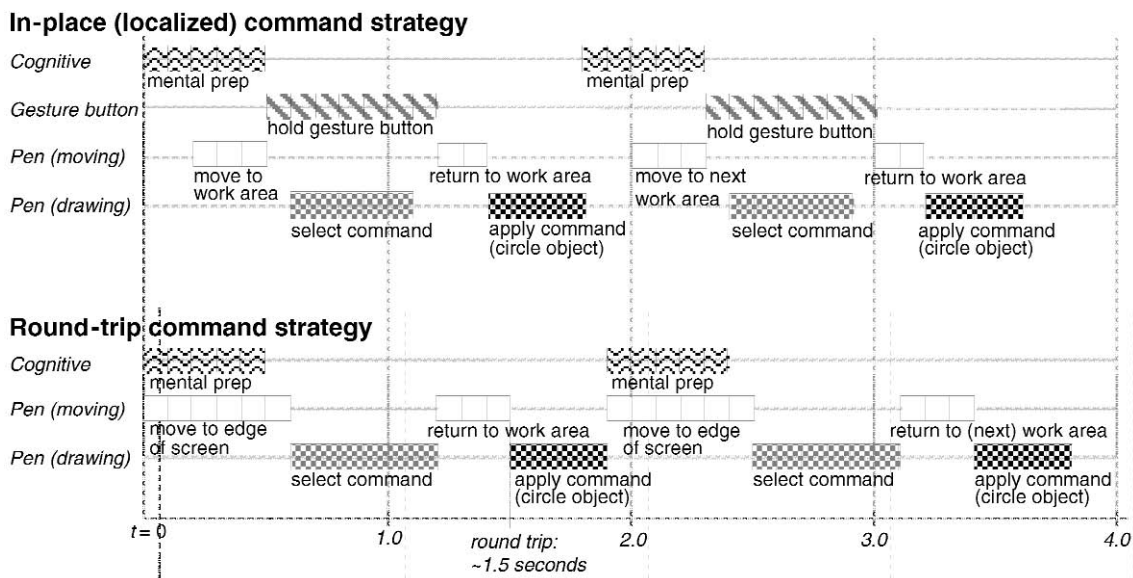 In-place (localized) command strategy
Cognitive
mental prep
mental prep
Gesture button
hold gesture button
hold gesture button
Pen (moving)
move to
work area
return to work area
move to next
work area
return to work area
Pen (drawing)
select command
apply command
(circle object)
select command
apply command
(circle object)
Round-trip command strategy
Cognitive
mental prep
mental prep
Pen (moving)
move to edge
of screen
return to work area
move to edge
of screen
return to (next) work area
Pen (drawing)
select command
apply command
(circle object)
select command
apply command
(circle object)
t = 0
1.0
round trip:
~1.5 seconds
2.0
3.0
4.0